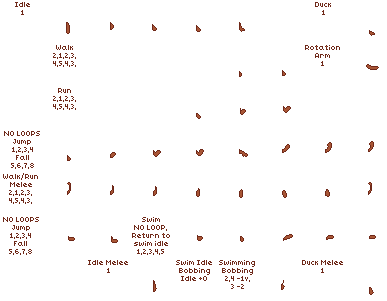 Idle
1
Duck
1
Walk
2,1,2,3,
4,5,4,3,
Rotation
Arm
1
Run
2,1,2,3,
4,5,4,3,
NO LOOPS
Jump
1,2,3,4
Fall
5,6,7,8
Walk/Run
Melee
2,1,2,3,
4,5,4,3,
NO LOOPS
Jump
1,2,3,4
Fall
5,6,7,8
Swim
NO LOOP,
Return to
swim idle
1,2,3,4,5
Idle Melee
1
Swim Idle
Bobbing
Idle +0
Swimming
Bobbing
2,4 -1v,
3 -2
Duck Melee
1